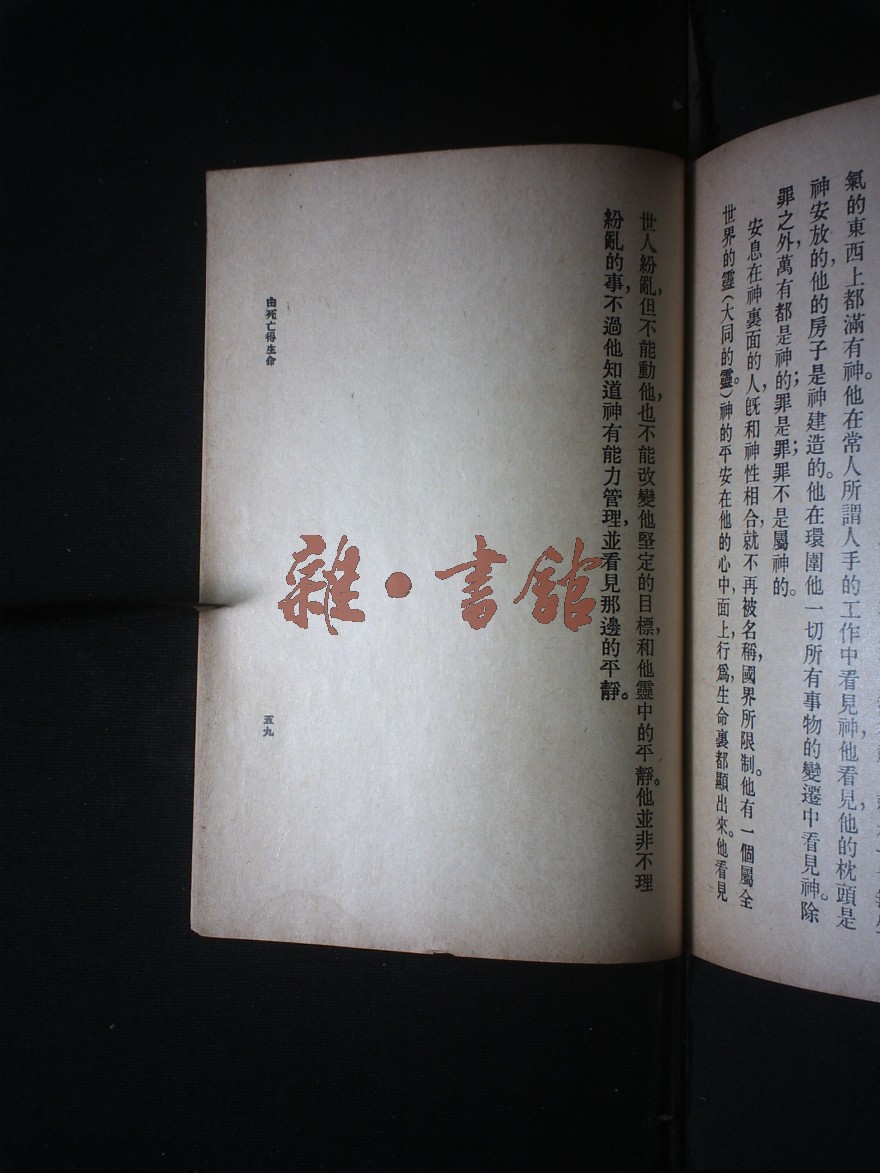 氣的東西上都滿有神。他在常人所謂人手的工作中看見神，他看見，他的枕頭是
神安放的，他的房子是神建造的。他在環圍他一切所有事物的變遷中看見神。除
罪之外，萬有都是神的；罪是罪；罪不是屬神的。
安息在神裏面的人，旣和神性相合，就不再被名稱，國界所限制。他有一個屬全
世界的靈（大同的靈。）神的平安在他的心中，面上，行爲，生命裏都顯出來。他看見
世人紛亂，但不能動他，也不能改變他堅定的目標，和他靈中的平靜。他並非不理
紛亂的事，不過他知道神有能力管理，並看見那邊的平靜。
由死亡得生命
五九
雜·書館